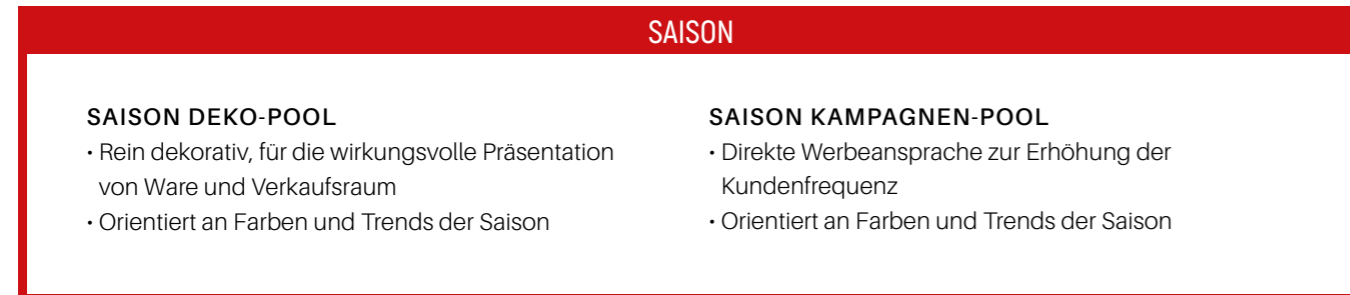 SAISON
SAISON DEKO-POOL
• Rein dekorativ, für die wirkungsvolle Präsentation
von Ware und Verkaufsraum
• Orientiert an Farben und Trends der Saison
SAISON KAMPAGNEN-POOL
• Direkte Werbeansprache zur Erhöhung der
Kundenfrequenz
• Orientiert an Farben und Trends der Saison